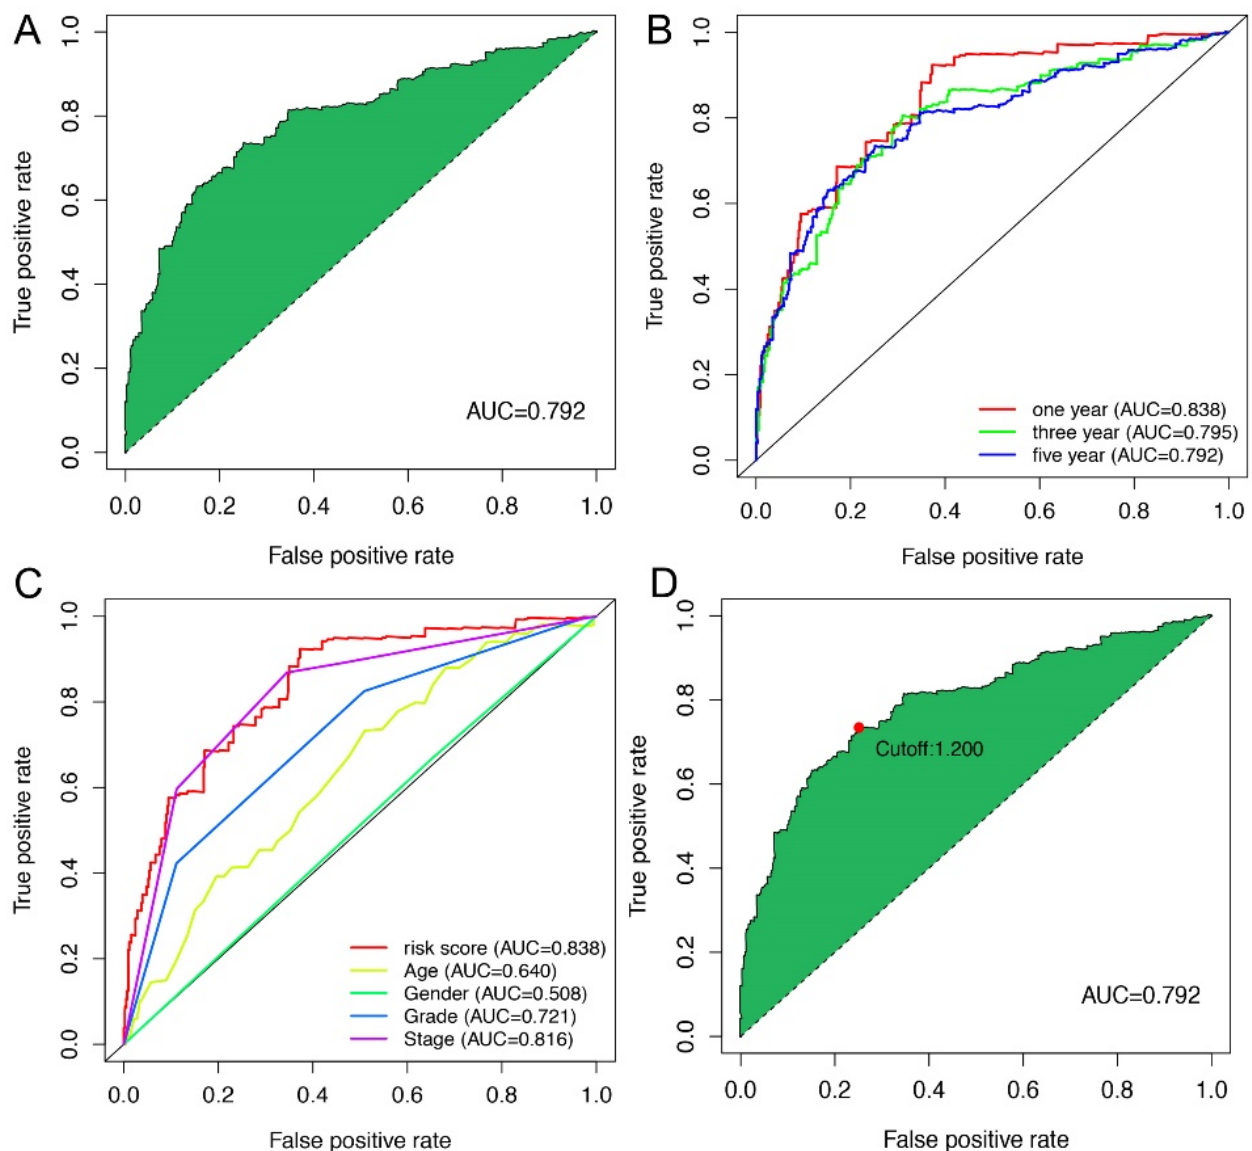 A
1.0
0.8
0.6
0.4
0.2
0.0
True positive rate
AUC=0.792
0.0 0.2 0.4 0.6 0.8 1.0
False positive rate
B
1.0
0.8
0.6
0.4
0.2
0.0
True positive rate
one year (AUC=0.838)
three year (AUC=0.795)
five year (AUC=0.792)
0.0 0.2 0.4 0.6 0.8 1.0
False positive rate
C
1.0
0.8
0.6
0.4
0.2
0.0
True positive rate
risk score (AUC=0.838)
Age (AUC=0.640)
Gender (AUC=0.508)
Grade (AUC=0.721)
Stage (AUC=0.816)
0.0 0.2 0.4 0.6 0.8 1.0
False positive rate
D
1.0
0.8
0.6
0.4
0.2
0.0
True positive rate
Cutoff:1.200
AUC=0.792
0.0 0.2 0.4 0.6 0.8 1.0
False positive rate